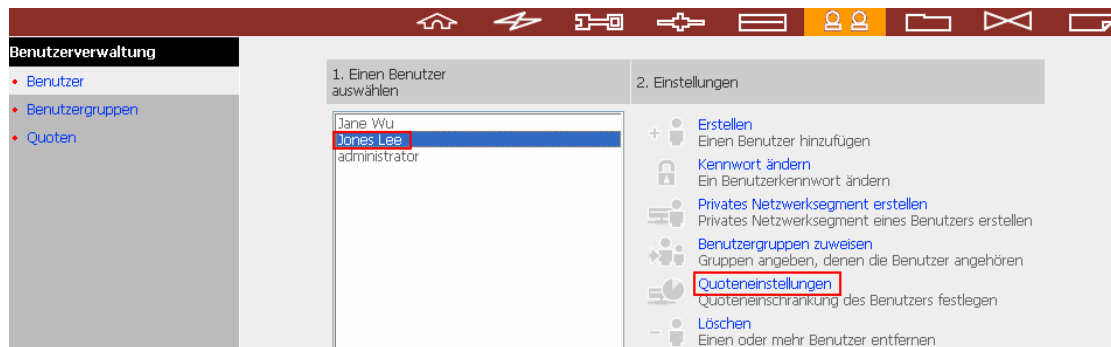 Benutzerverwaltung
Benutzer
Benutzergruppen
Quoten
1. Einen Benutzer
auswählen
Jane Wu
Jones Lee
administrator
2. Einstellungen
Erstellen
Einen Benutzer hinzufügen
Kennwort ändern
Ein Benutzerkennwort ändern
Privates Netzwerksegment erstellen
Privates Netzwerksegment eines Benutzers erstellen
Benutzergruppen zuweisen
Gruppen angeben, denen die Benutzer angehören
Quoteneinstellungen
Quoteneinschränkung des Benutzers festlegen
Löschen
Einen oder mehr Benutzer entfernen